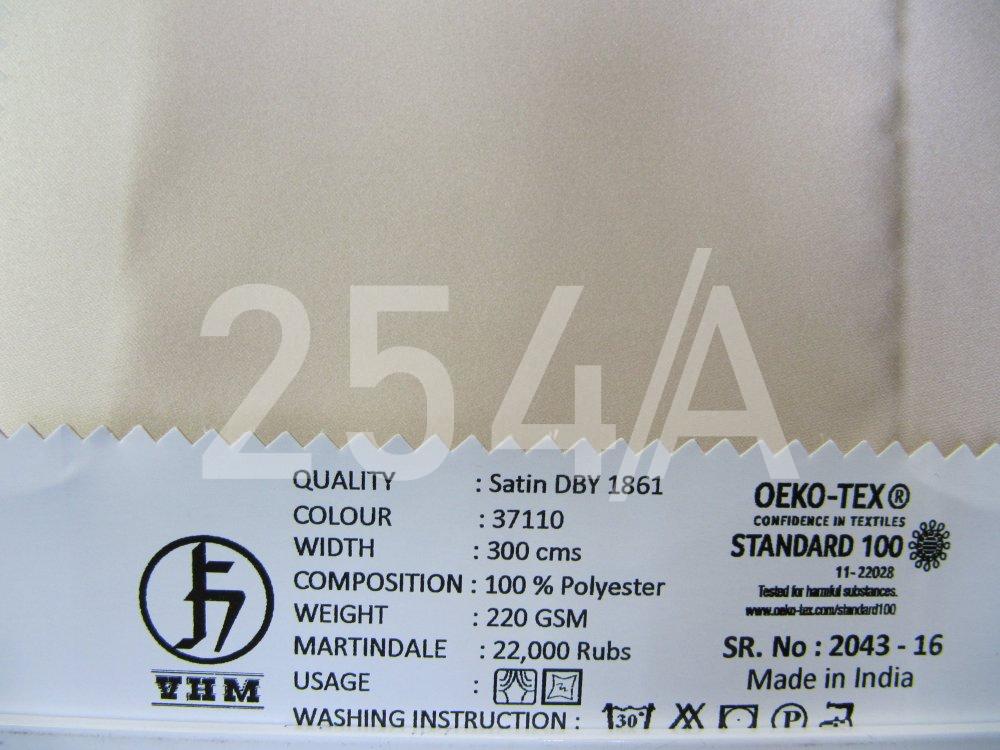 254/A
QUALITY : Satin DBY 1861
COLOUR : 37110
WIDTH : 300 cms
COMPOSITION : 100 % Polyester
WEIGHT : 220 GSM
MARTINDALE : 22,000 Rubs
USAGE :
WASHING INSTRUCTION : 30° P
VHM
OEKO-TEX®
CONFIDENCE IN TEXTILES
STANDARD 100
11-22028
Tested for harmful substances.
www.oeko-tex.com/standard100
SR. No : 2043 - 16
Made in India